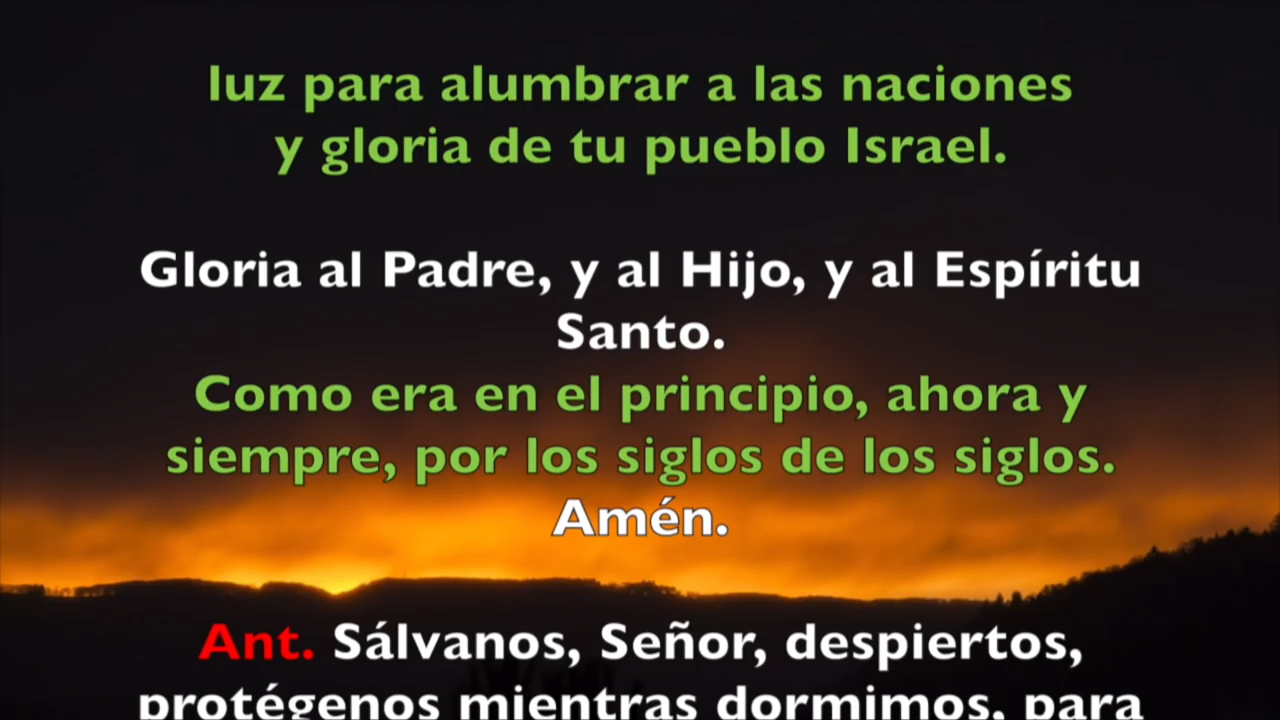 luz para alumbrar a las naciones
y gloria de tu pueblo Israel.
Gloria al Padre, y al Hijo, y al Espíritu
Santo.
Como era en el principio, ahora y
siempre, por los siglos de los siglos.
Amén.
Ant. Sálvanos, Señor, despiertos,
protégenos mientras dormimos, para